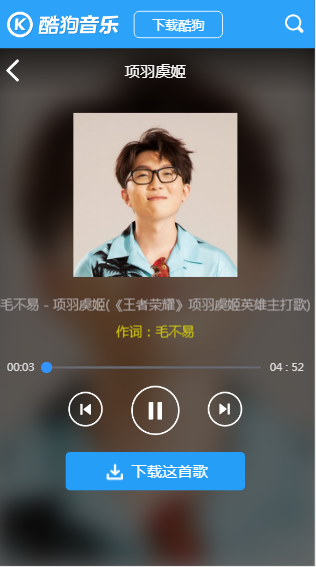 酷狗音乐
下载酷狗
项羽虞姬
毛不易 - 项羽虞姬(《王者荣耀》项羽虞姬英雄主打歌)
作词：毛不易
00:03
04 : 52
下载这首歌